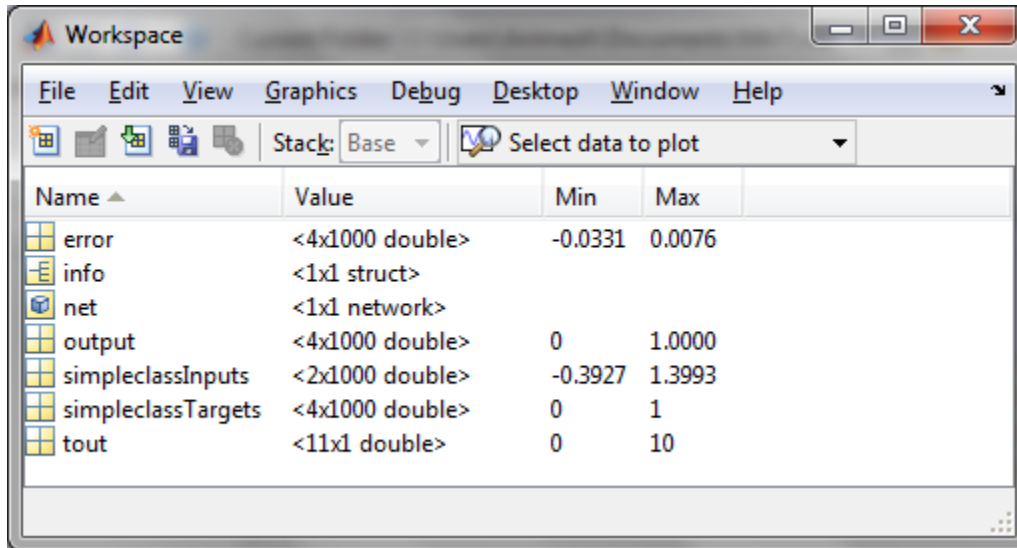 Workspace
File Edit View Graphics Debug Desktop Window Help
Stack: Base Select data to plot
Name Value Min Max
error <4x1000 double> -0.0331 0.0076
info <1x1 struct>
net <1x1 network>
output <4x1000 double> 0 1.0000
simpleclassInputs <2x1000 double> -0.3927 1.3993
simpleclassTargets <4x1000 double> 0 1
tout <11x1 double> 0 10